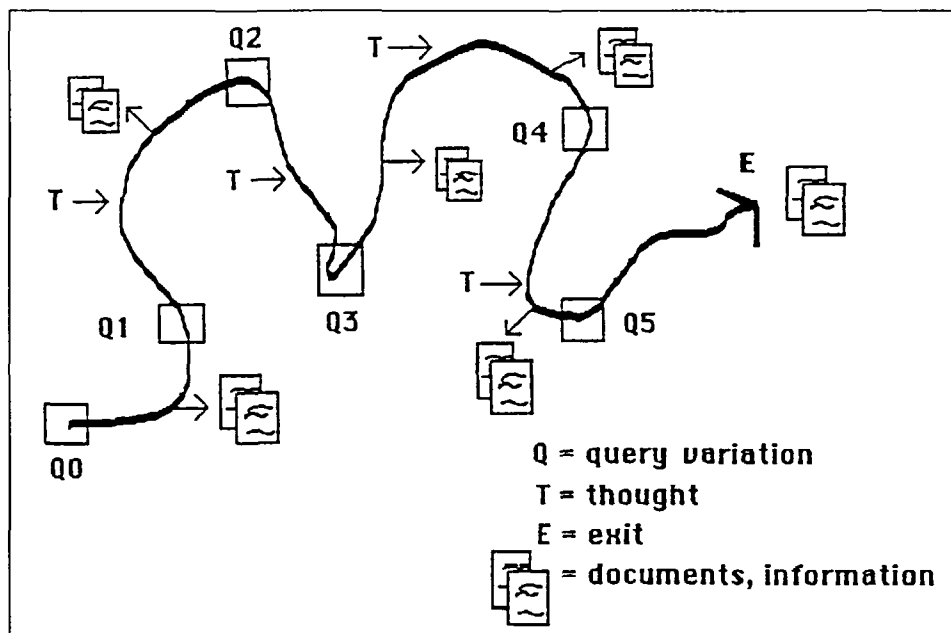 Q2
T
T
T
Q4
E
Q1
Q3
T
Q5
Q0
Q = query variation
T = thought
E = exit
= documents, information